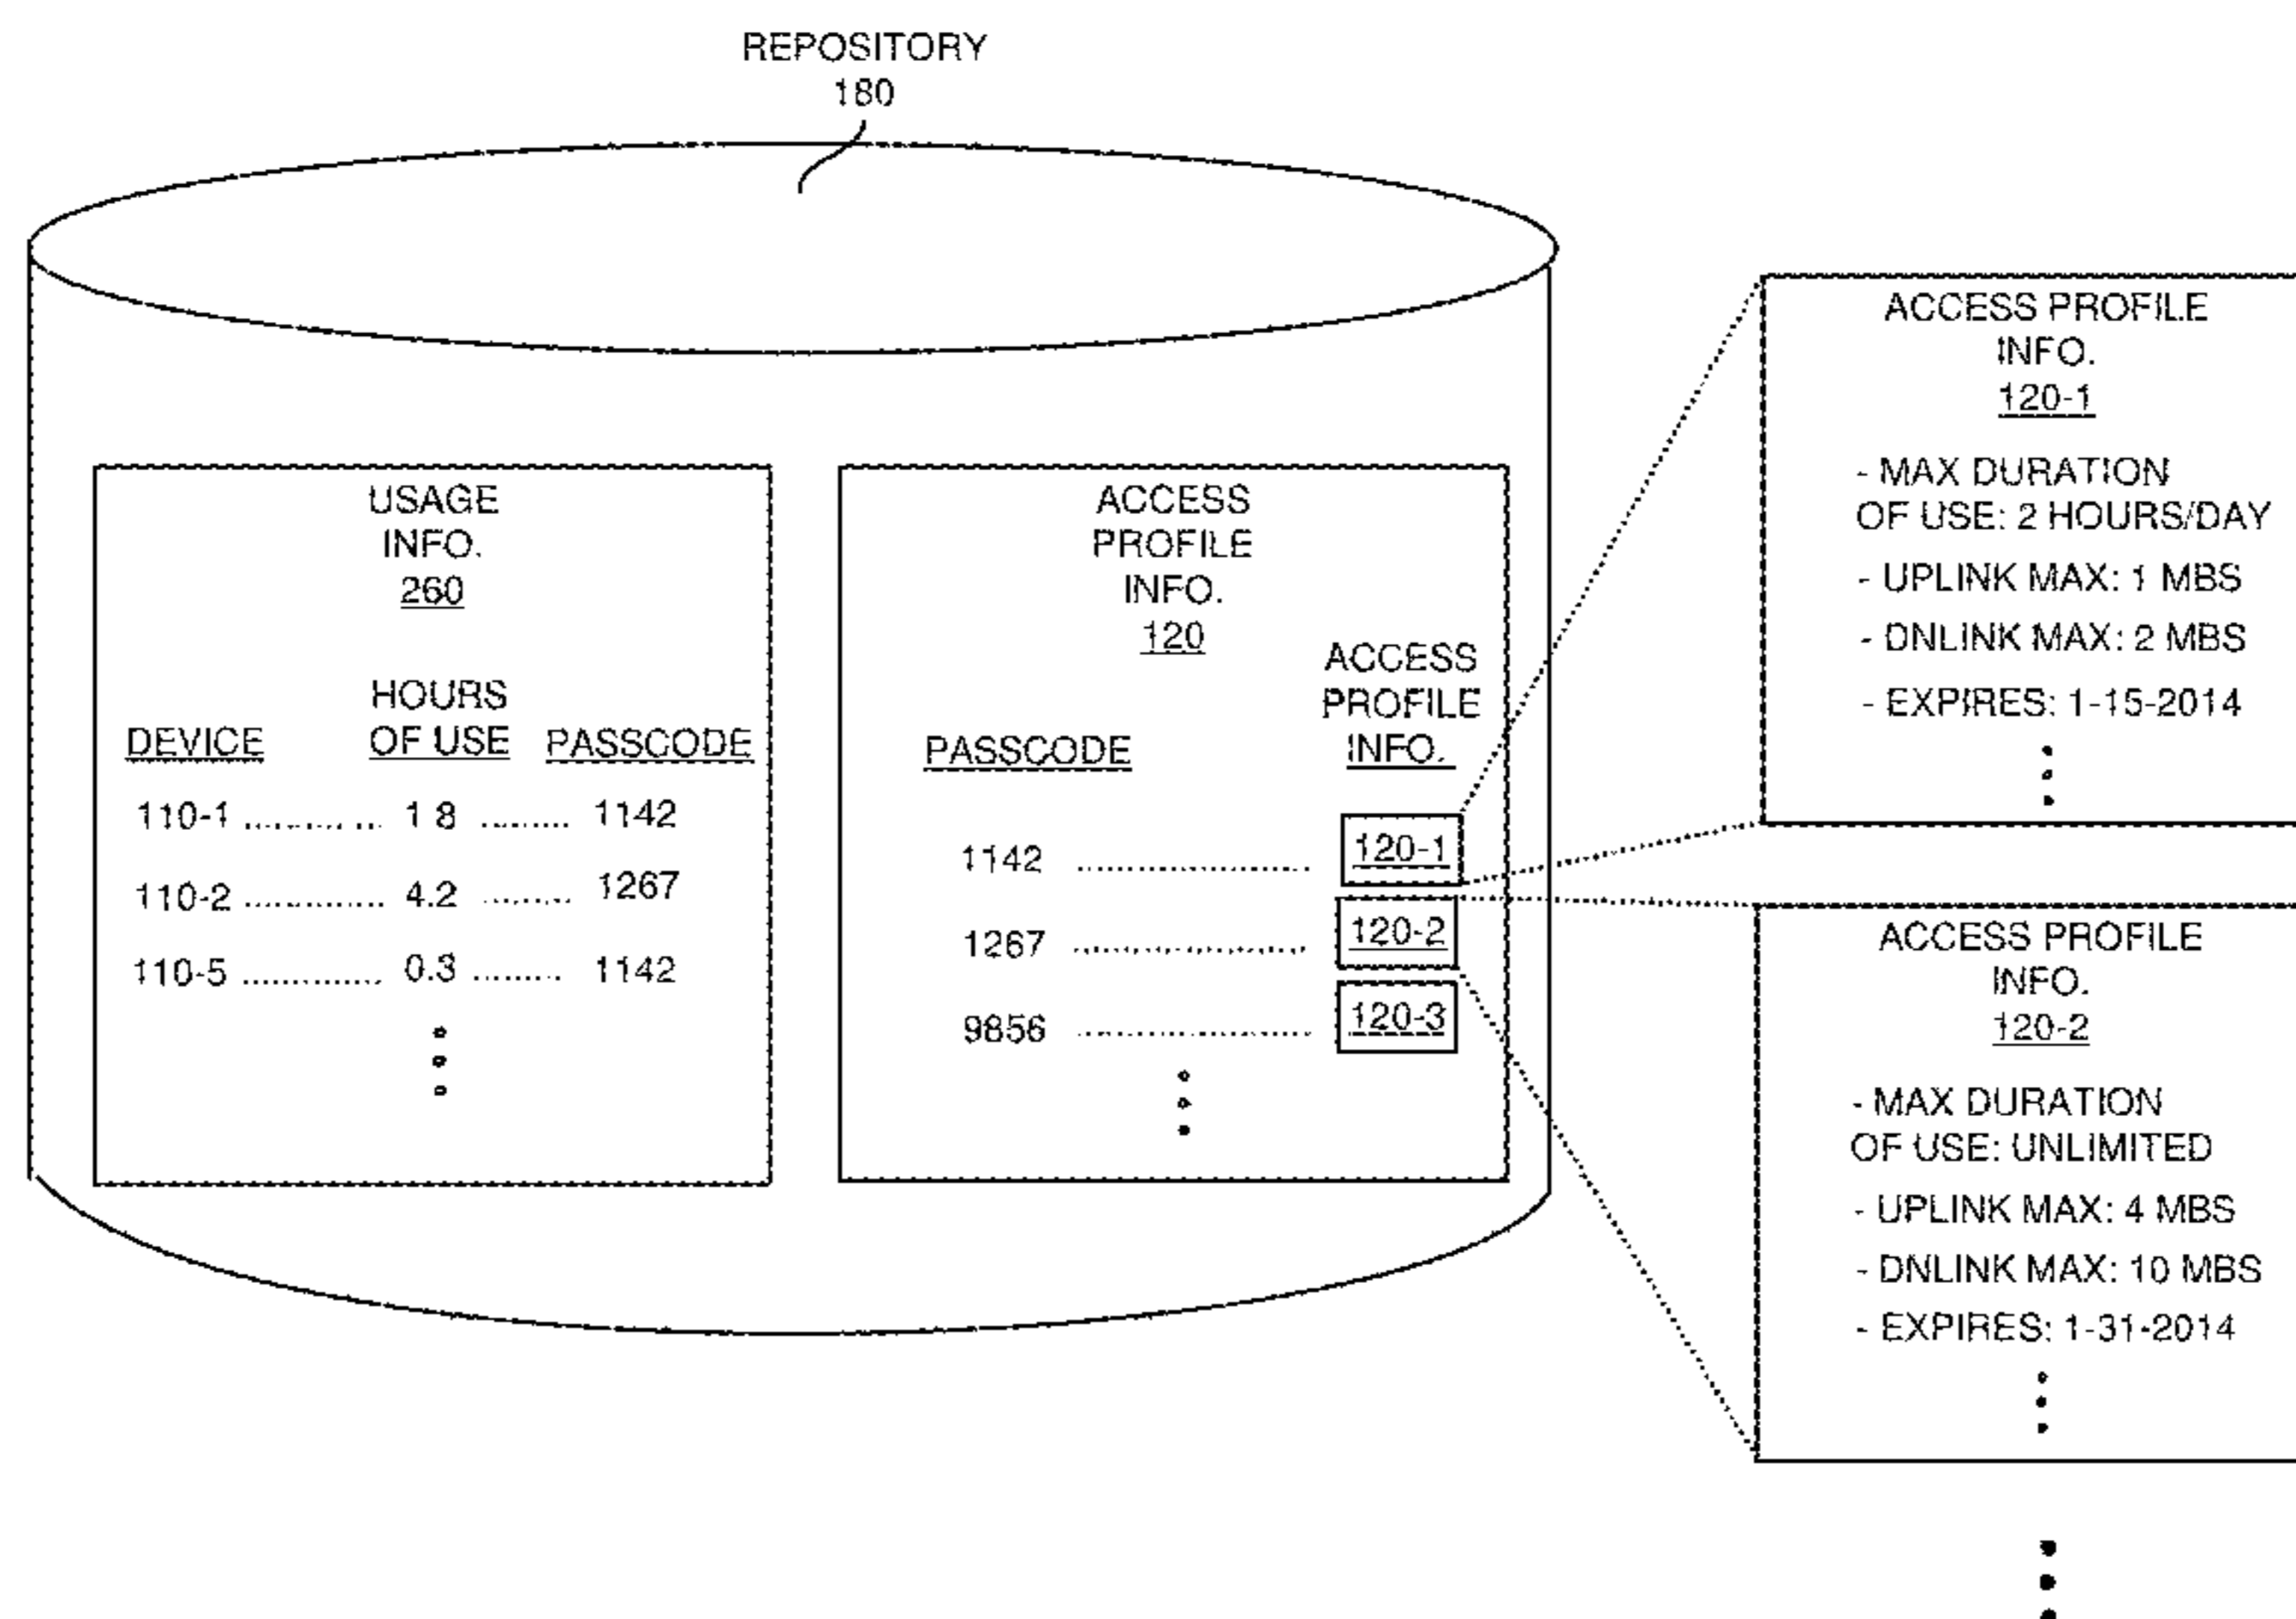 REPOSITORY
180
USAGE
INFO.
260
HOURS
DEVICE OF USE PASSCODE
110-1 ............ 1 8 ........ 1142
110-2 ............ 4.2 ........ 1267
110-5 ............ 0.3 ........ 1142
ACCESS
PROFILE
INFO.
120
ACCESS
PROFILE
PASSCODE INFO.
1142 .................... 120-1
1267 .................... 120-2
9856 .................... 120-3
ACCESS PROFILE
INFO.
120-1
- MAX DURATION
OF USE: 2 HOURS/DAY
- UPLINK MAX: 1 MBS
- DNLINK MAX: 2 MBS
- EXPIRES: 1-15-2014
ACCESS PROFILE
INFO.
120-2
- MAX DURATION
OF USE: UNLIMITED
- UPLINK MAX: 4 MBS
- DNLINK MAX: 10 MBS
- EXPIRES: 1-31-2014